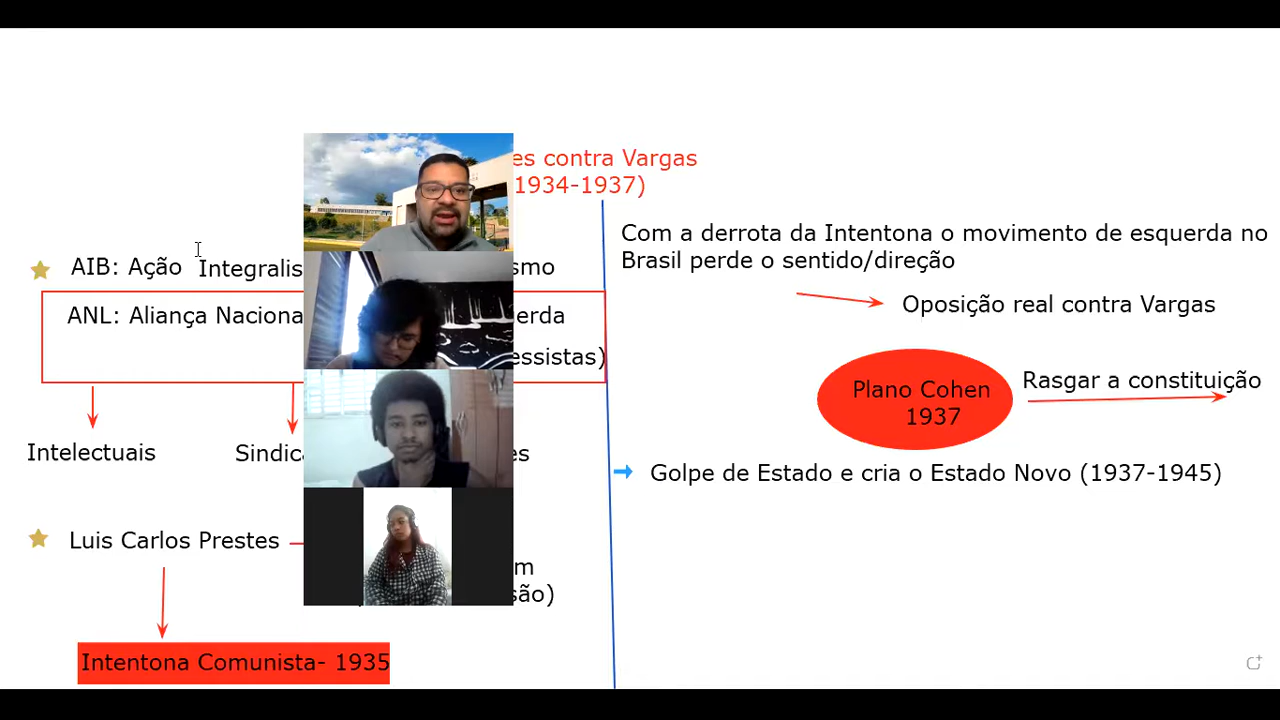 es contra Vargas
(1934-1937)
AIB: Ação Integralis smo
ANL: Aliança Naciona erda
essistas)
Intelectuais Sindica es
Luis Carlos Prestes
m
são)
Intentona Comunista- 1935
Com a derrota da Intentona o movimento de esquerda no
Brasil perde o sentido/direção
Oposição real contra Vargas
Plano Cohen
1937
Rasgar a constituição
Golpe de Estado e cria o Estado Novo (1937-1945)